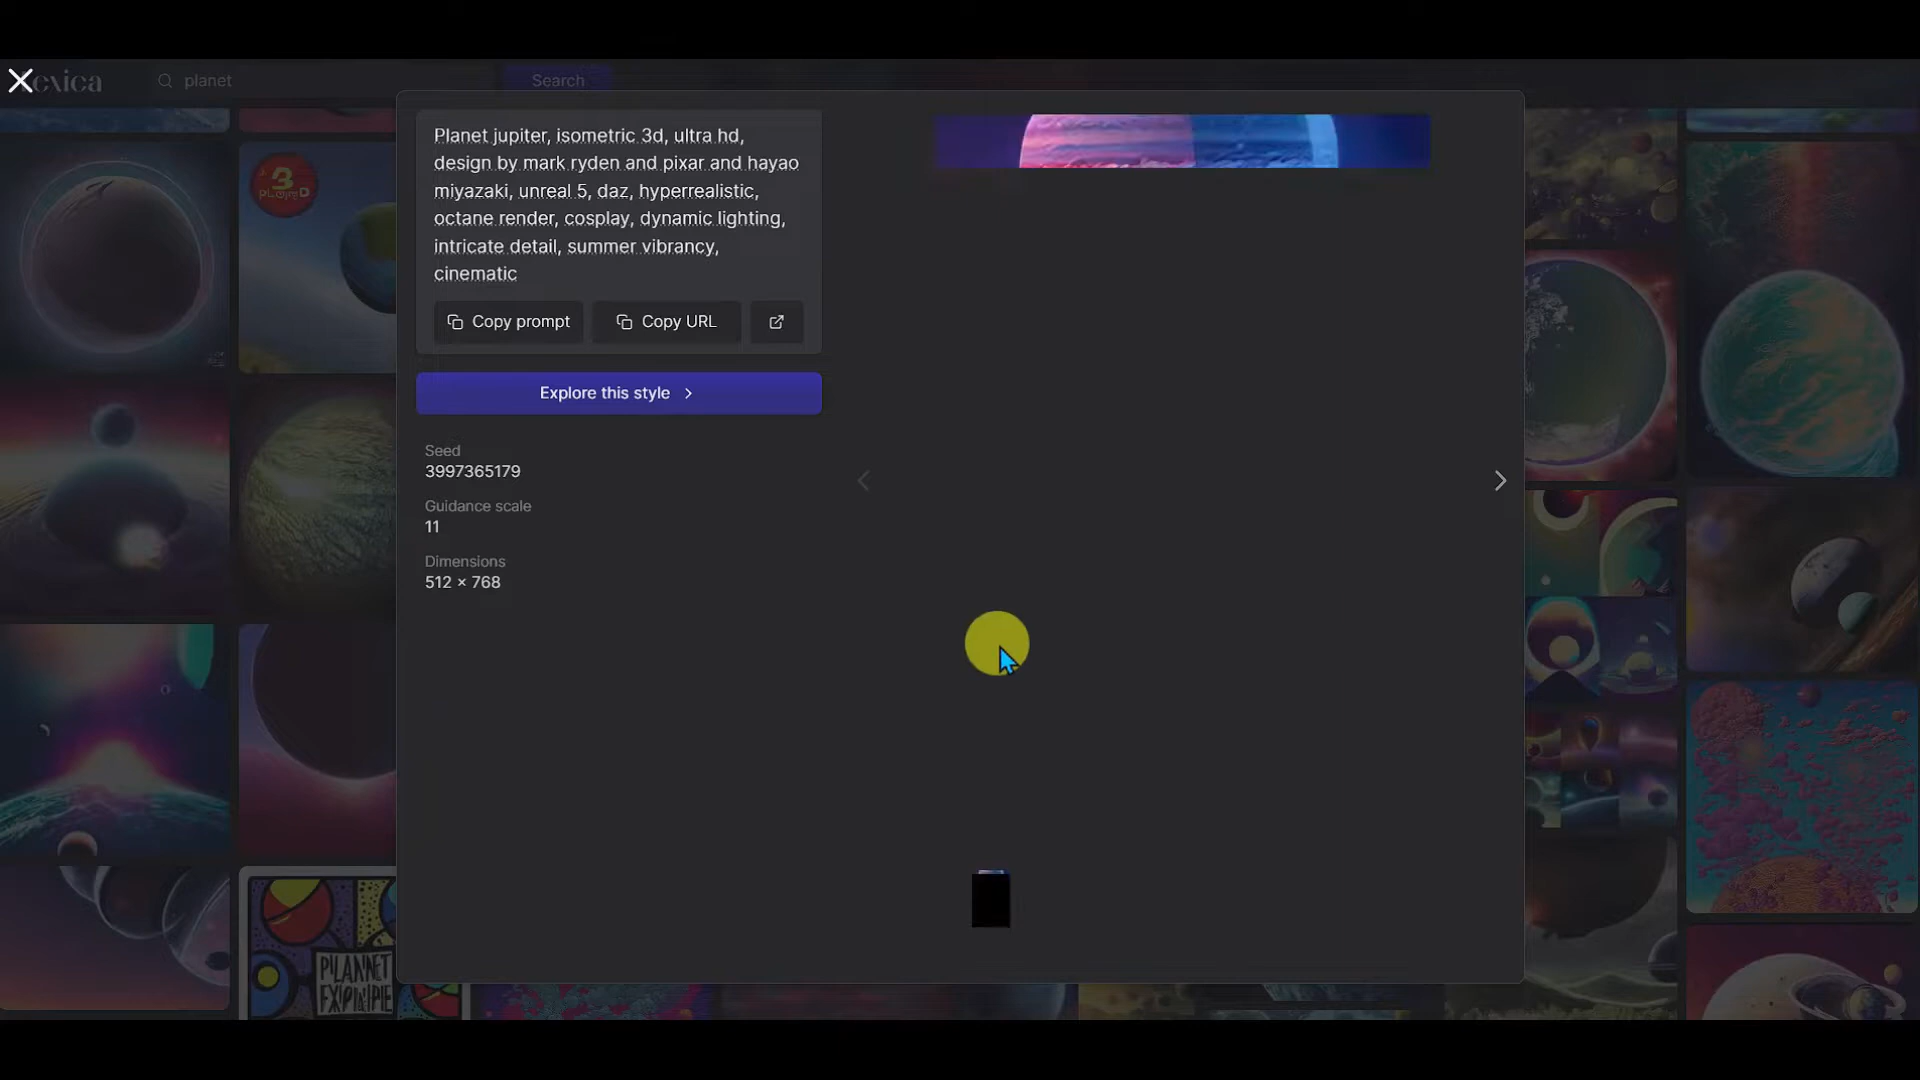 exica
planet
Search
Planet jupiter, isometric 3d, ultra hd,
design by mark ryden and pixar and hayao
miyazaki, unreal 5, daz, hyperrealistic,
octane render, cosplay, dynamic lighting,
intricate detail, summer vibrancy,
cinematic
Copy prompt
Copy URL
Explore this style
Seed
3997365179
Guidance scale
11
Dimensions
512 × 768
3